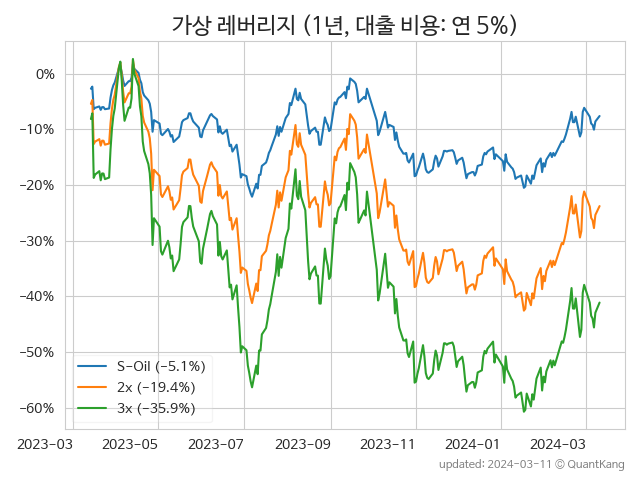 가상 레버리지 (1년, 대출 비용: 연 5%)
0%
−10%
−20%
−30%
−40%
−50%
−60%
S-Oil (−5.1%)
2x (−19.4%)
3x (−35.9%)
2023-03 2023-05 2023-07 2023-09 2023-11 2024-01 2024-03
updated: 2024-03-11 © QuantKang